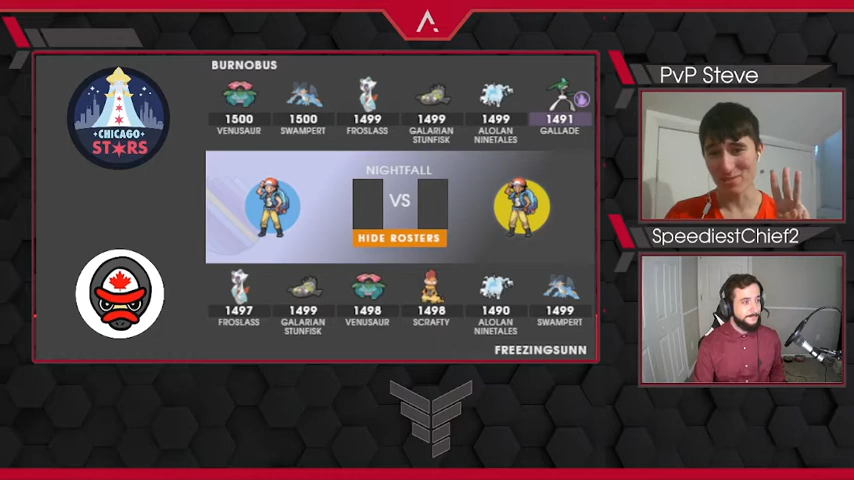 BURNOBUS
1500
VENUSAUR
1500
SWAMPERT
1499
FROSLASS
1499
GALARIAN
STUNFISK
1499
ALOLAN
NINETALES
1491
GALLADE
CHICAGO
ST★RS
NIGHTFALL
VS
HIDE ROSTERS
1497
FROSLASS
1499
GALARIAN
STUNFISK
1498
VENUSAUR
1498
SCRAFTY
1490
ALOLAN
NINETALES
1499
SWAMPERT
FREEZINGSUNN
PvP Steve
SpeediestChief2